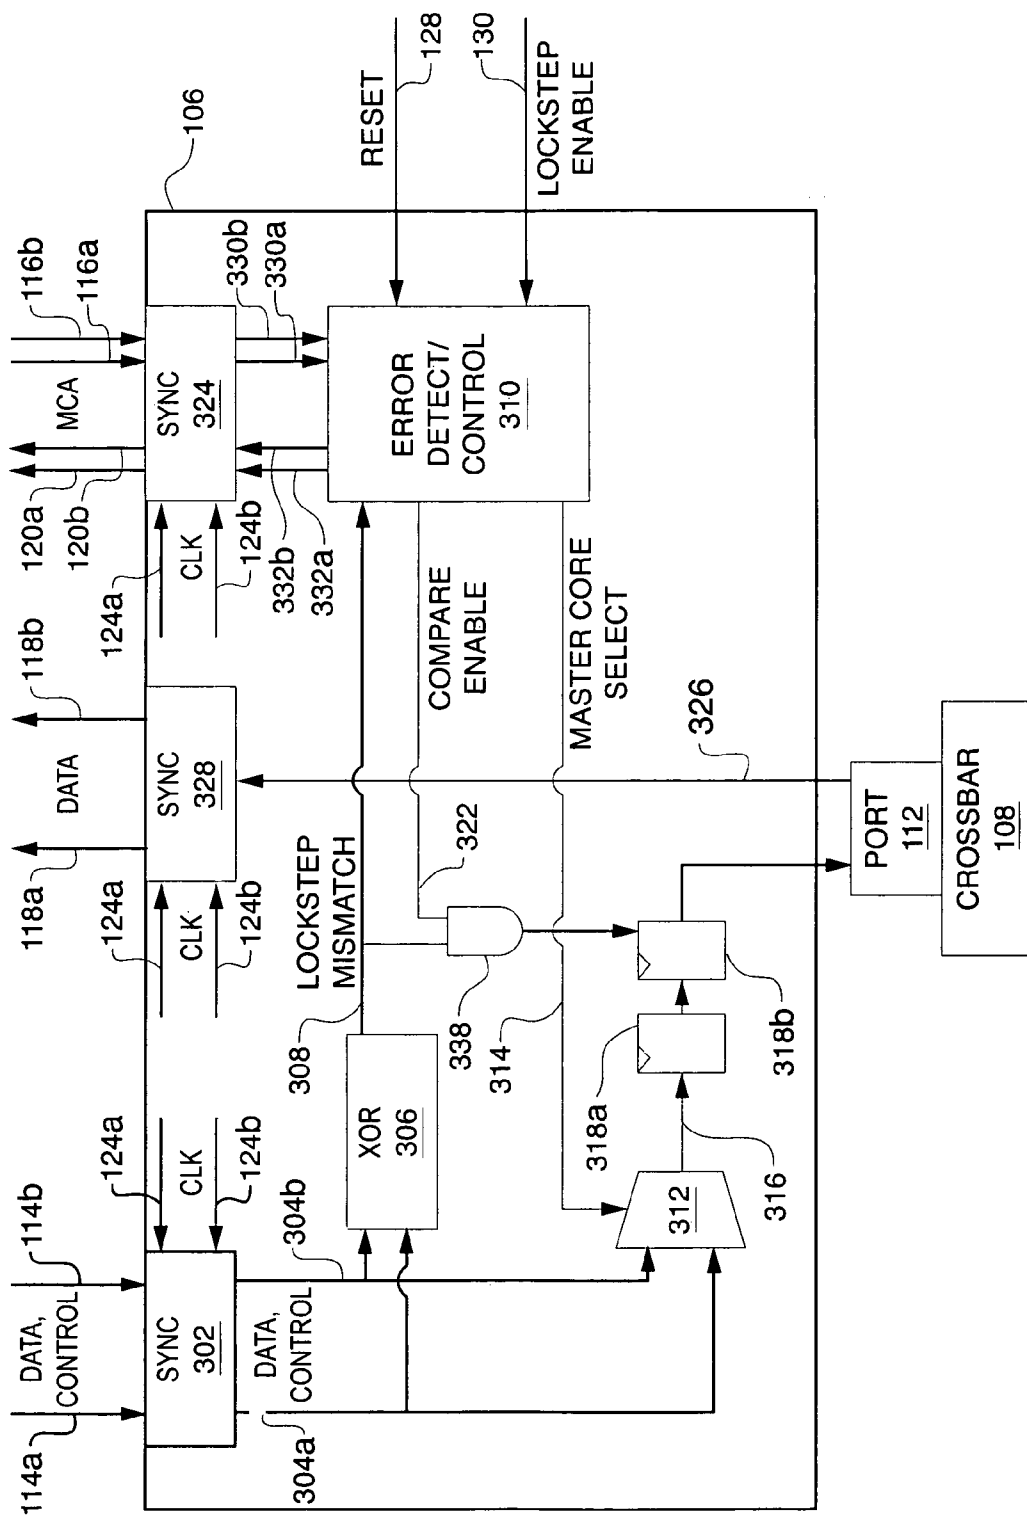 114a
DATA,
CONTROL
114b
SYNC
302
124a
CLK
124b
118a
DATA
118b
124a
CLK
124b
SYNC
328
120a
120b
MCA
116a
116b
106
124a
CLK
124b
SYNC
324
304a
DATA,
CONTROL
304b
332b
332a
330b
330a
RESET
128
130
LOCKSTEP
ENABLE
308
LOCKSTEP
MISMATCH
XOR
306
338
322
COMPARE
ENABLE
ERROR
DETECT/
CONTROL
310
314
MASTER CORE
SELECT
312
316
318a
318b
326
PORT
112
CROSSBAR
108